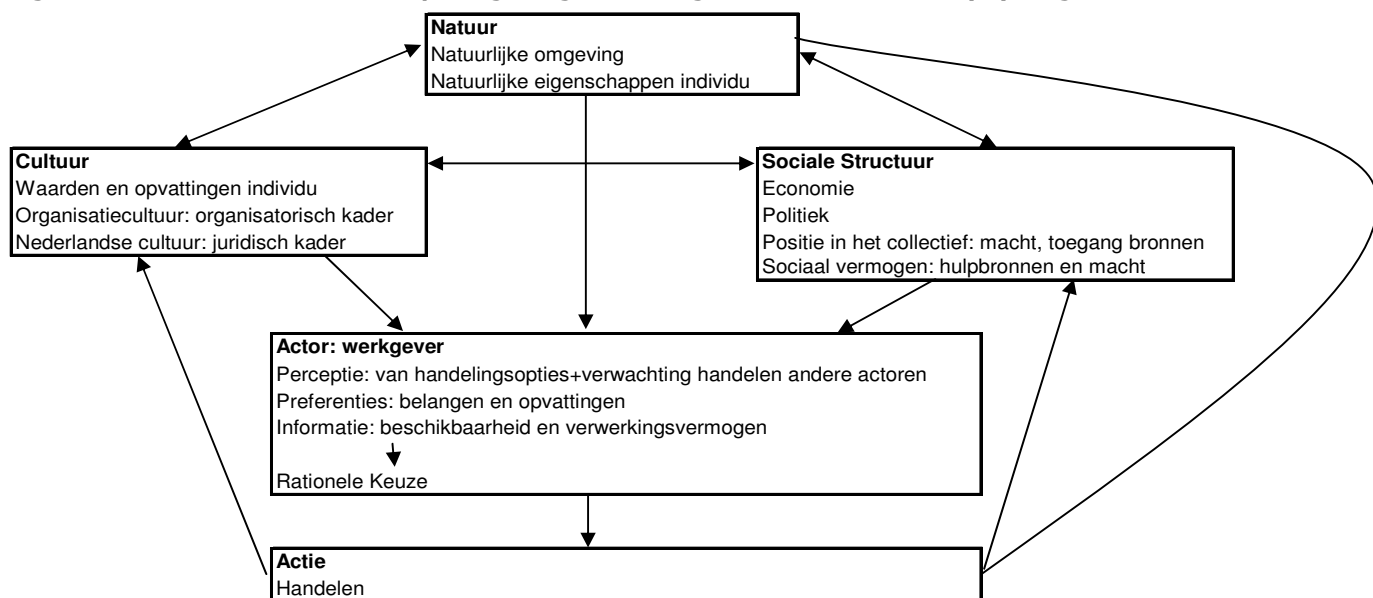 Natuur
Natuurlijke omgeving
Natuurlijke eigenschappen individu
Cultuur
Waarden en opvattingen individu
Organisatiecultuur: organisatorisch kader
Nederlandse cultuur: juridisch kader
Sociale Structuur
Economie
Politiek
Positie in het collectief: macht, toegang bronnen
Sociaal vermogen: hulpbronnen en macht
Actor: werkgever
Perceptie: van handelingsopties+verwachting handelen andere actoren
Preferenties: belangen en opvattingen
Informatie: beschikbaarheid en verwerkingsvermogen
Rationele Keuze
Actie
Handelen